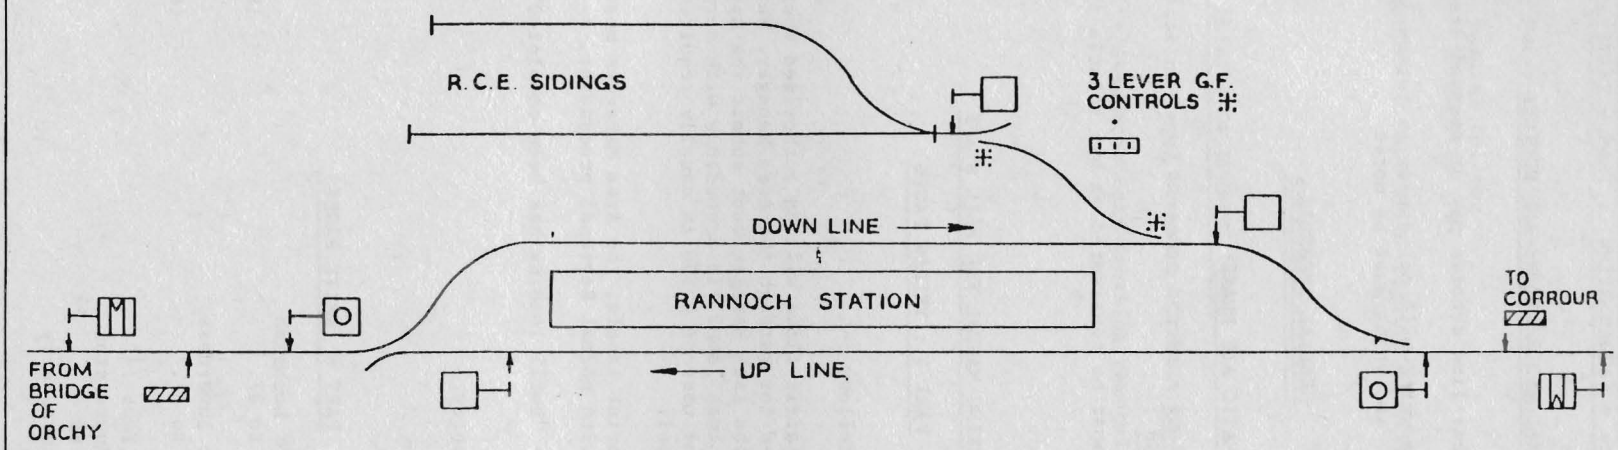 R.C.E. SIDINGS
3 LEVER G.F.
CONTROLS
DOWN LINE
RANNOCH STATION
TO
CORROUR
FROM
BRIDGE
OF
ORCHY
UP LINE